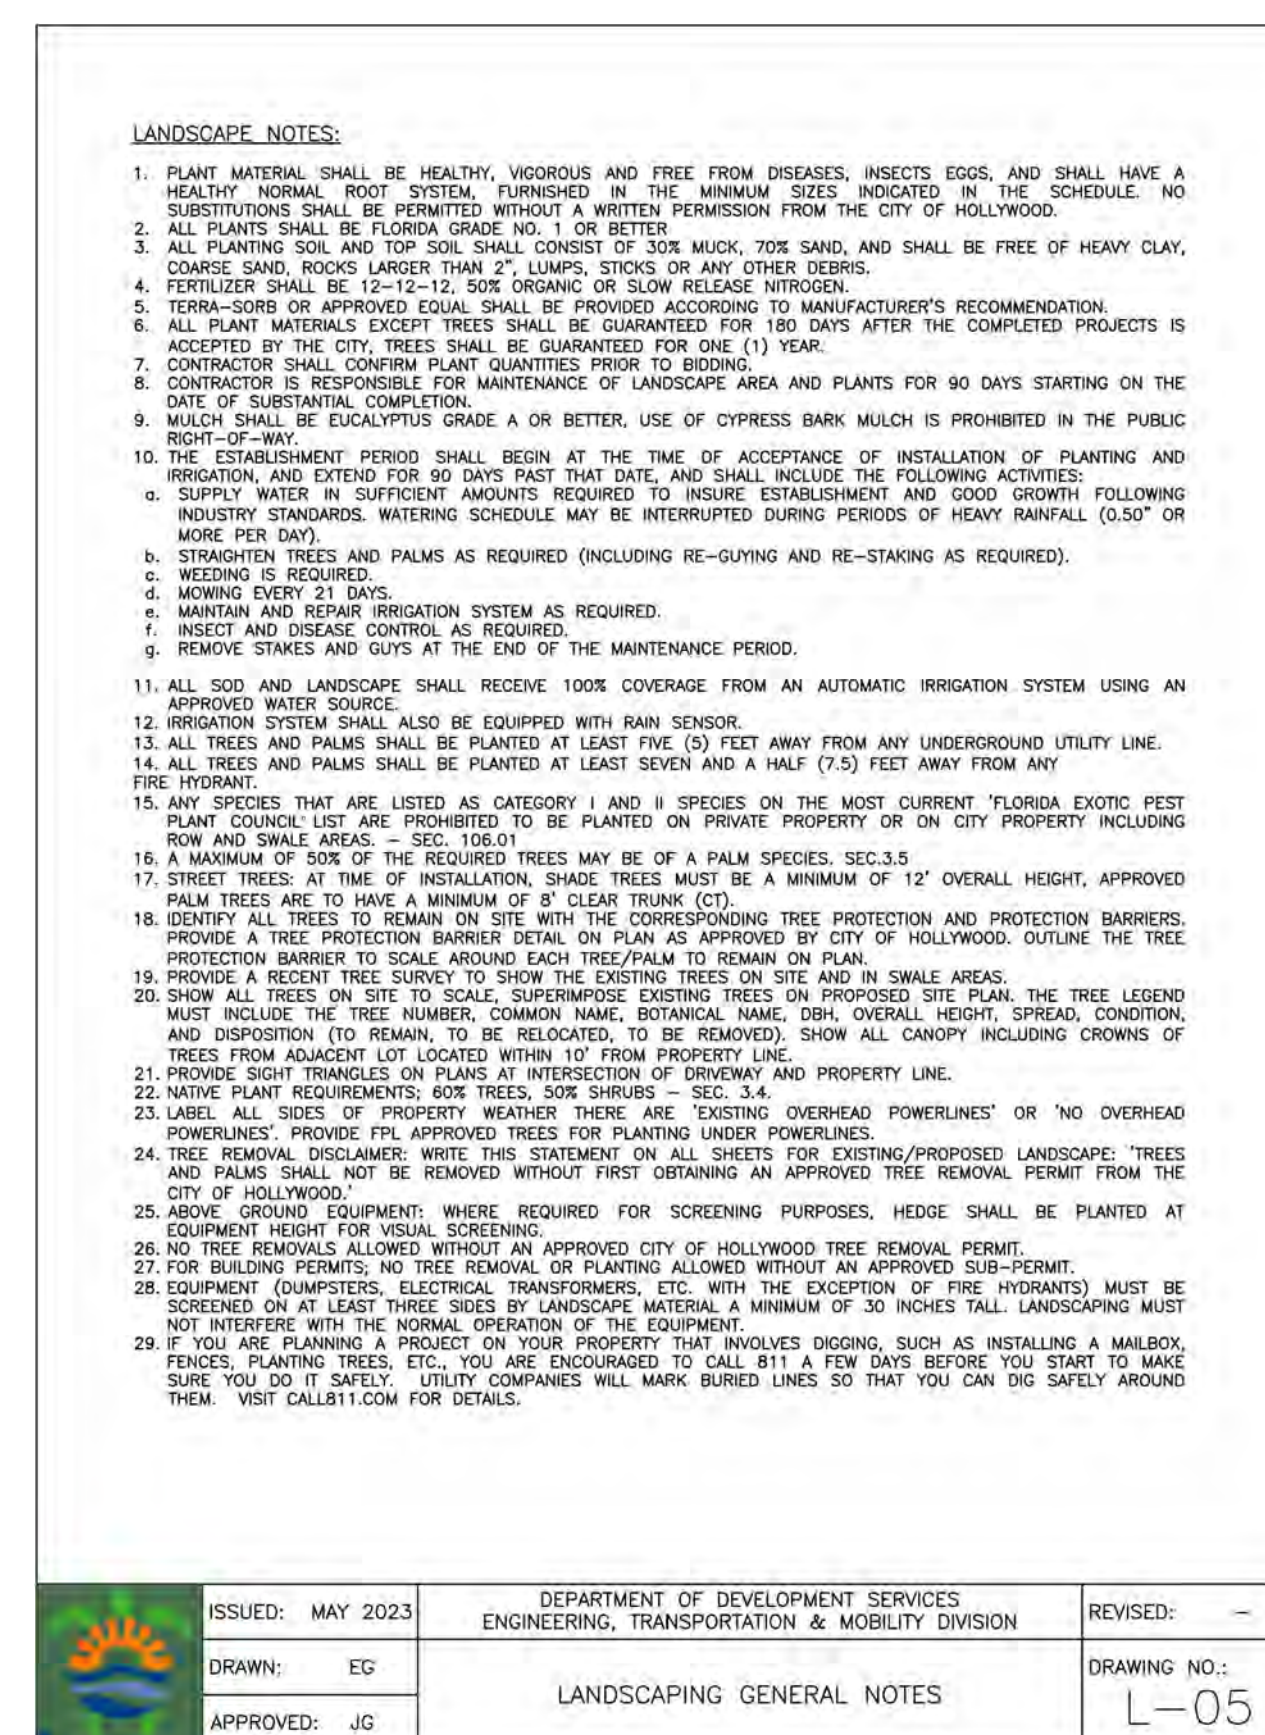 LANDSCAPE NOTES:
1. PLANT MATERIAL SHALL BE HEALTHY, VIGOROUS AND FREE FROM DISEASES, INSECTS EGGS, AND SHALL HAVE A
HEALTHY NORMAL ROOT SYSTEM, FURNISHED IN THE MINIMUM SIZES INDICATED IN THE SCHEDULE. NO
SUBSTITUTIONS SHALL BE PERMITTED WITHOUT A WRITTEN PERMISSION FROM THE CITY OF HOLLYWOOD.
2. ALL PLANTS SHALL BE FLORIDA GRADE NO. 1 OR BETTER
3. ALL PLANTING SOIL AND TOP SOIL SHALL CONSIST OF 30% MUCK, 70% SAND, AND SHALL BE FREE OF HEAVY CLAY,
COARSE SAND, ROCKS LARGER THAN 2", LUMPS, STICKS OR ANY OTHER DEBRIS.
4. FERTILIZER SHALL BE 12-12-12, 50% ORGANIC OR SLOW RELEASE NITROGEN.
5. TERRA-SORB OR APPROVED EQUAL SHALL BE PROVIDED ACCORDING TO MANUFACTURER'S RECOMMENDATION.
6. ALL PLANT MATERIALS EXCEPT TREES SHALL BE GUARANTEED FOR 180 DAYS AFTER THE COMPLETED PROJECTS IS
ACCEPTED BY THE CITY, TREES SHALL BE GUARANTEED FOR ONE (1) YEAR.
7. CONTRACTOR SHALL CONFIRM PLANT QUANTITIES PRIOR TO BIDDING.
8. CONTRACTOR IS RESPONSIBLE FOR MAINTENANCE OF LANDSCAPE AREA AND PLANTS FOR 90 DAYS STARTING ON THE
DATE OF SUBSTANTIAL COMPLETION.
9. MULCH SHALL BE EUCALYPTUS GRADE A OR BETTER, USE OF CYPRESS BARK MULCH IS PROHIBITED IN THE PUBLIC
RIGHT-OF-WAY.
10. THE ESTABLISHMENT PERIOD SHALL BEGIN AT THE TIME OF ACCEPTANCE OF INSTALLATION OF PLANTING AND
IRRIGATION, AND EXTEND FOR 90 DAYS PAST THAT DATE, AND SHALL INCLUDE THE FOLLOWING ACTIVITIES:
a. SUPPLY WATER IN SUFFICIENT AMOUNTS REQUIRED TO INSURE ESTABLISHMENT AND GOOD GROWTH FOLLOWING
INDUSTRY STANDARDS. WATERING SCHEDULE MAY BE INTERRUPTED DURING PERIODS OF HEAVY RAINFALL (0.50" OR
MORE PER DAY).
b. STRAIGHTEN TREES AND PALMS AS REQUIRED (INCLUDING RE-GUYING AND RE-STAKING AS REQUIRED).
c. WEEDING IS REQUIRED.
d. MOWING EVERY 21 DAYS.
e. MAINTAIN AND REPAIR IRRIGATION SYSTEM AS REQUIRED.
f. INSECT AND DISEASE CONTROL AS REQUIRED.
g. REMOVE STAKES AND GUYS AT THE END OF THE MAINTENANCE PERIOD.
11. ALL SOD AND LANDSCAPE SHALL RECEIVE 100% COVERAGE FROM AN AUTOMATIC IRRIGATION SYSTEM USING AN
APPROVED WATER SOURCE.
12. IRRIGATION SYSTEM SHALL ALSO BE EQUIPPED WITH RAIN SENSOR.
13. ALL TREES AND PALMS SHALL BE PLANTED AT LEAST FIVE (5) FEET AWAY FROM ANY UNDERGROUND UTILITY LINE.
14. ALL TREES AND PALMS SHALL BE PLANTED AT LEAST SEVEN AND A HALF (7.5) FEET AWAY FROM ANY
FIRE HYDRANT.
15. ANY SPECIES THAT ARE LISTED AS CATEGORY I AND II SPECIES ON THE MOST CURRENT 'FLORIDA EXOTIC PEST
PLANT COUNCIL' LIST ARE PROHIBITED TO BE PLANTED ON PRIVATE PROPERTY OR ON CITY PROPERTY INCLUDING
ROW AND SWALE AREAS. - SEC. 106.01
16. A MAXIMUM OF 50% OF THE REQUIRED TREES MAY BE OF A PALM SPECIES. SEC.3.5
17. STREET TREES: AT TIME OF INSTALLATION, SHADE TREES MUST BE A MINIMUM OF 12' OVERALL HEIGHT, APPROVED
PALM TREES ARE TO HAVE A MINIMUM OF 8' CLEAR TRUNK (CT).
18. IDENTIFY ALL TREES TO REMAIN ON SITE WITH THE CORRESPONDING TREE PROTECTION AND PROTECTION BARRIERS.
PROVIDE A TREE PROTECTION BARRIER DETAIL ON PLAN AS APPROVED BY CITY OF HOLLYWOOD. OUTLINE THE TREE
PROTECTION BARRIER TO SCALE AROUND EACH TREE/PALM TO REMAIN ON PLAN.
19. PROVIDE A RECENT TREE SURVEY TO SHOW THE EXISTING TREES ON SITE AND IN SWALE AREAS.
20. SHOW ALL TREES ON SITE TO SCALE, SUPERIMPOSE EXISTING TREES ON PROPOSED SITE PLAN. THE TREE LEGEND
MUST INCLUDE THE TREE NUMBER, COMMON NAME, BOTANICAL NAME, DBH, OVERALL HEIGHT, SPREAD, CONDITION,
AND DISPOSITION (TO REMAIN, TO BE RELOCATED, TO BE REMOVED). SHOW ALL CANOPY INCLUDING CROWNS OF
TREES FROM ADJACENT LOT LOCATED WITHIN 10' FROM PROPERTY LINE.
21. PROVIDE SIGHT TRIANGLES ON PLANS AT INTERSECTION OF DRIVEWAY AND PROPERTY LINE.
22. NATIVE PLANT REQUIREMENTS; 60% TREES, 50% SHRUBS - SEC. 3.4.
23. LABEL ALL SIDES OF PROPERTY WEATHER THERE ARE 'EXISTING OVERHEAD POWERLINES' OR 'NO OVERHEAD
POWERLINES'. PROVIDE FPL APPROVED TREES FOR PLANTING UNDER POWERLINES.
24. TREE REMOVAL DISCLAIMER: WRITE THIS STATEMENT ON ALL SHEETS FOR EXISTING/PROPOSED LANDSCAPE: 'TREES
AND PALMS SHALL NOT BE REMOVED WITHOUT FIRST OBTAINING AN APPROVED TREE REMOVAL PERMIT FROM THE
CITY OF HOLLYWOOD.'
25. ABOVE GROUND EQUIPMENT: WHERE REQUIRED FOR SCREENING PURPOSES, HEDGE SHALL BE PLANTED AT
EQUIPMENT HEIGHT FOR VISUAL SCREENING.
26. NO TREE REMOVALS ALLOWED WITHOUT AN APPROVED CITY OF HOLLYWOOD TREE REMOVAL PERMIT.
27. FOR BUILDING PERMITS; NO TREE REMOVAL OR PLANTING ALLOWED WITHOUT AN APPROVED SUB-PERMIT.
28. EQUIPMENT (DUMPSTERS, ELECTRICAL TRANSFORMERS, ETC. WITH THE EXCEPTION OF FIRE HYDRANTS) MUST BE
SCREENED ON AT LEAST THREE SIDES BY LANDSCAPE MATERIAL A MINIMUM OF 30 INCHES TALL. LANDSCAPING MUST
NOT INTERFERE WITH THE NORMAL OPERATION OF THE EQUIPMENT.
29. IF YOU ARE PLANNING A PROJECT ON YOUR PROPERTY THAT INVOLVES DIGGING, SUCH AS INSTALLING A MAILBOX,
FENCES, PLANTING TREES, ETC., YOU ARE ENCOURAGED TO CALL 811 A FEW DAYS BEFORE YOU START TO MAKE
SURE YOU DO IT SAFELY. UTILITY COMPANIES WILL MARK BURIED LINES SO THAT YOU CAN DIG SAFELY AROUND
THEM. VISIT CALL811.COM FOR DETAILS.
ISSUED: MAY 2023
DRAWN: EG
APPROVED: JG
DEPARTMENT OF DEVELOPMENT SERVICES
ENGINEERING, TRANSPORTATION & MOBILITY DIVISION
LANDSCAPING GENERAL NOTES
REVISED: -
DRAWING NO.:
L-05